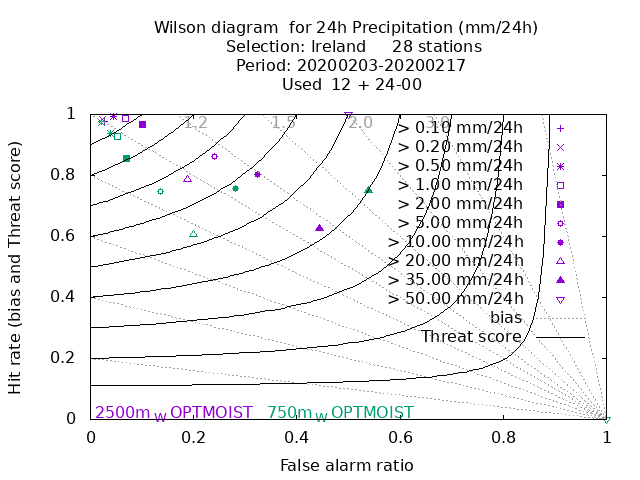 Wilson diagram  for 24h Precipitation (mm/24h)
Selection: Ireland     28 stations
Period: 20200203-20200217
Used  12 + 24-00
Hit rate (bias and Threat score)
1
0.8
0.6
0.4
0.2
0
1.2
1.5
2.0
3.0
> 0.10 mm/24h
> 0.20 mm/24h
> 0.50 mm/24h
> 1.00 mm/24h
> 2.00 mm/24h
> 5.00 mm/24h
> 10.00 mm/24h
> 20.00 mm/24h
> 35.00 mm/24h
> 50.00 mm/24h
bias
Threat score
2500m_WOPTMOIST 750m_WOPTMOIST
0 0.2 0.4 0.6 0.8 1
False alarm ratio